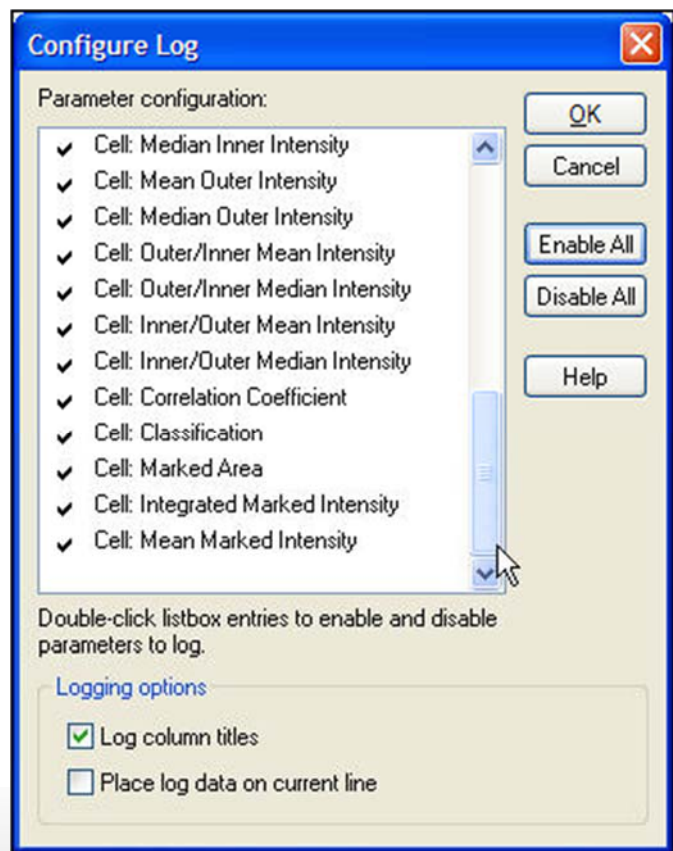 Configure Log
Parameter configuration:
Cell: Median Inner Intensity
Cell: Mean Outer Intensity
Cell: Median Outer Intensity
Cell: Outer/Inner Mean Intensity
Cell: Outer/Inner Median Intensity
Cell: Inner/Outer Mean Intensity
Cell: Inner/Outer Median Intensity
Cell: Correlation Coefficient
Cell: Classification
Cell: Marked Area
Cell: Integrated Marked Intensity
Cell: Mean Marked Intensity
OK
Cancel
Enable All
Disable All
Help
Double-click listbox entries to enable and disable
parameters to log.
Logging options
Log column titles
Place log data on current line